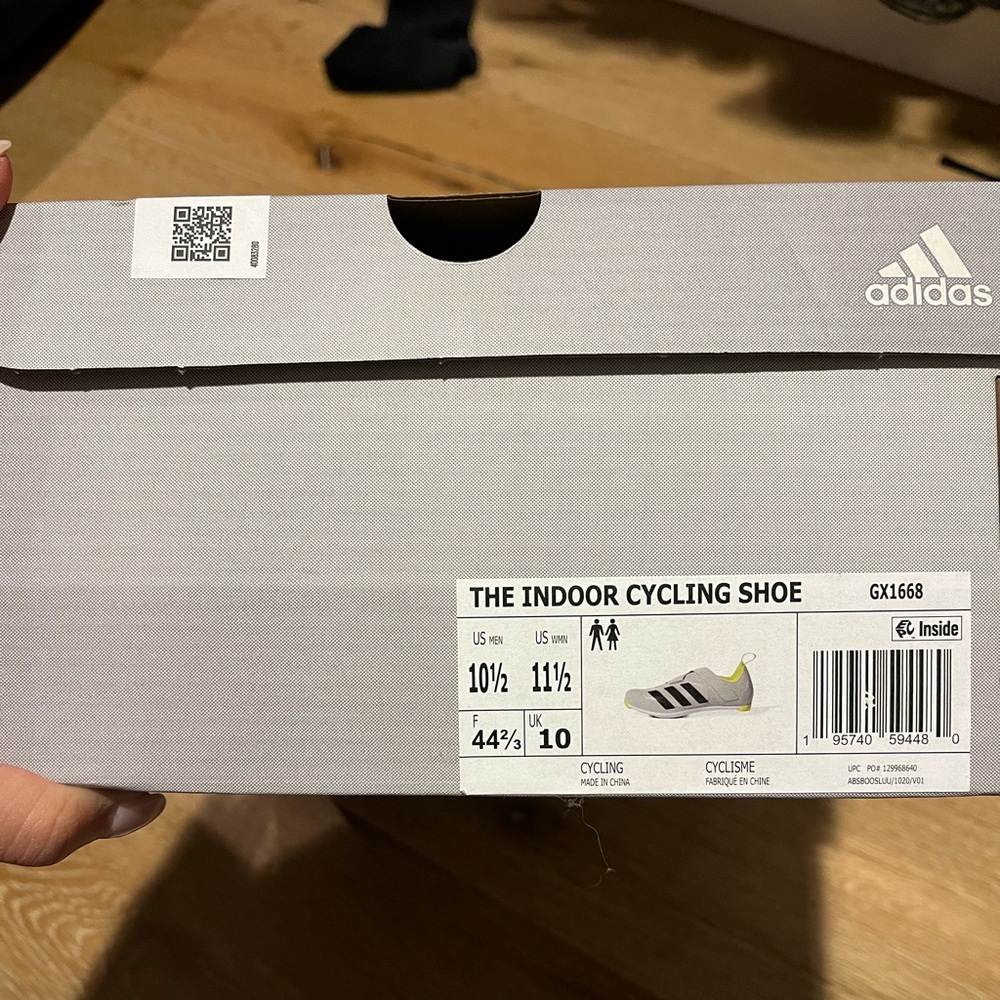 40083280
adidas
THE INDOOR CYCLING SHOE GX1668
US MEN US WMN
Inside
10½ 11½
F UK
44⅔ 10
1 95740 59448 0
CYCLING CYCLISME
MADE IN CHINA FABRIQUÉ EN CHINE
UPC PO# 129968640
ABSBOOSLUU/1020/V01